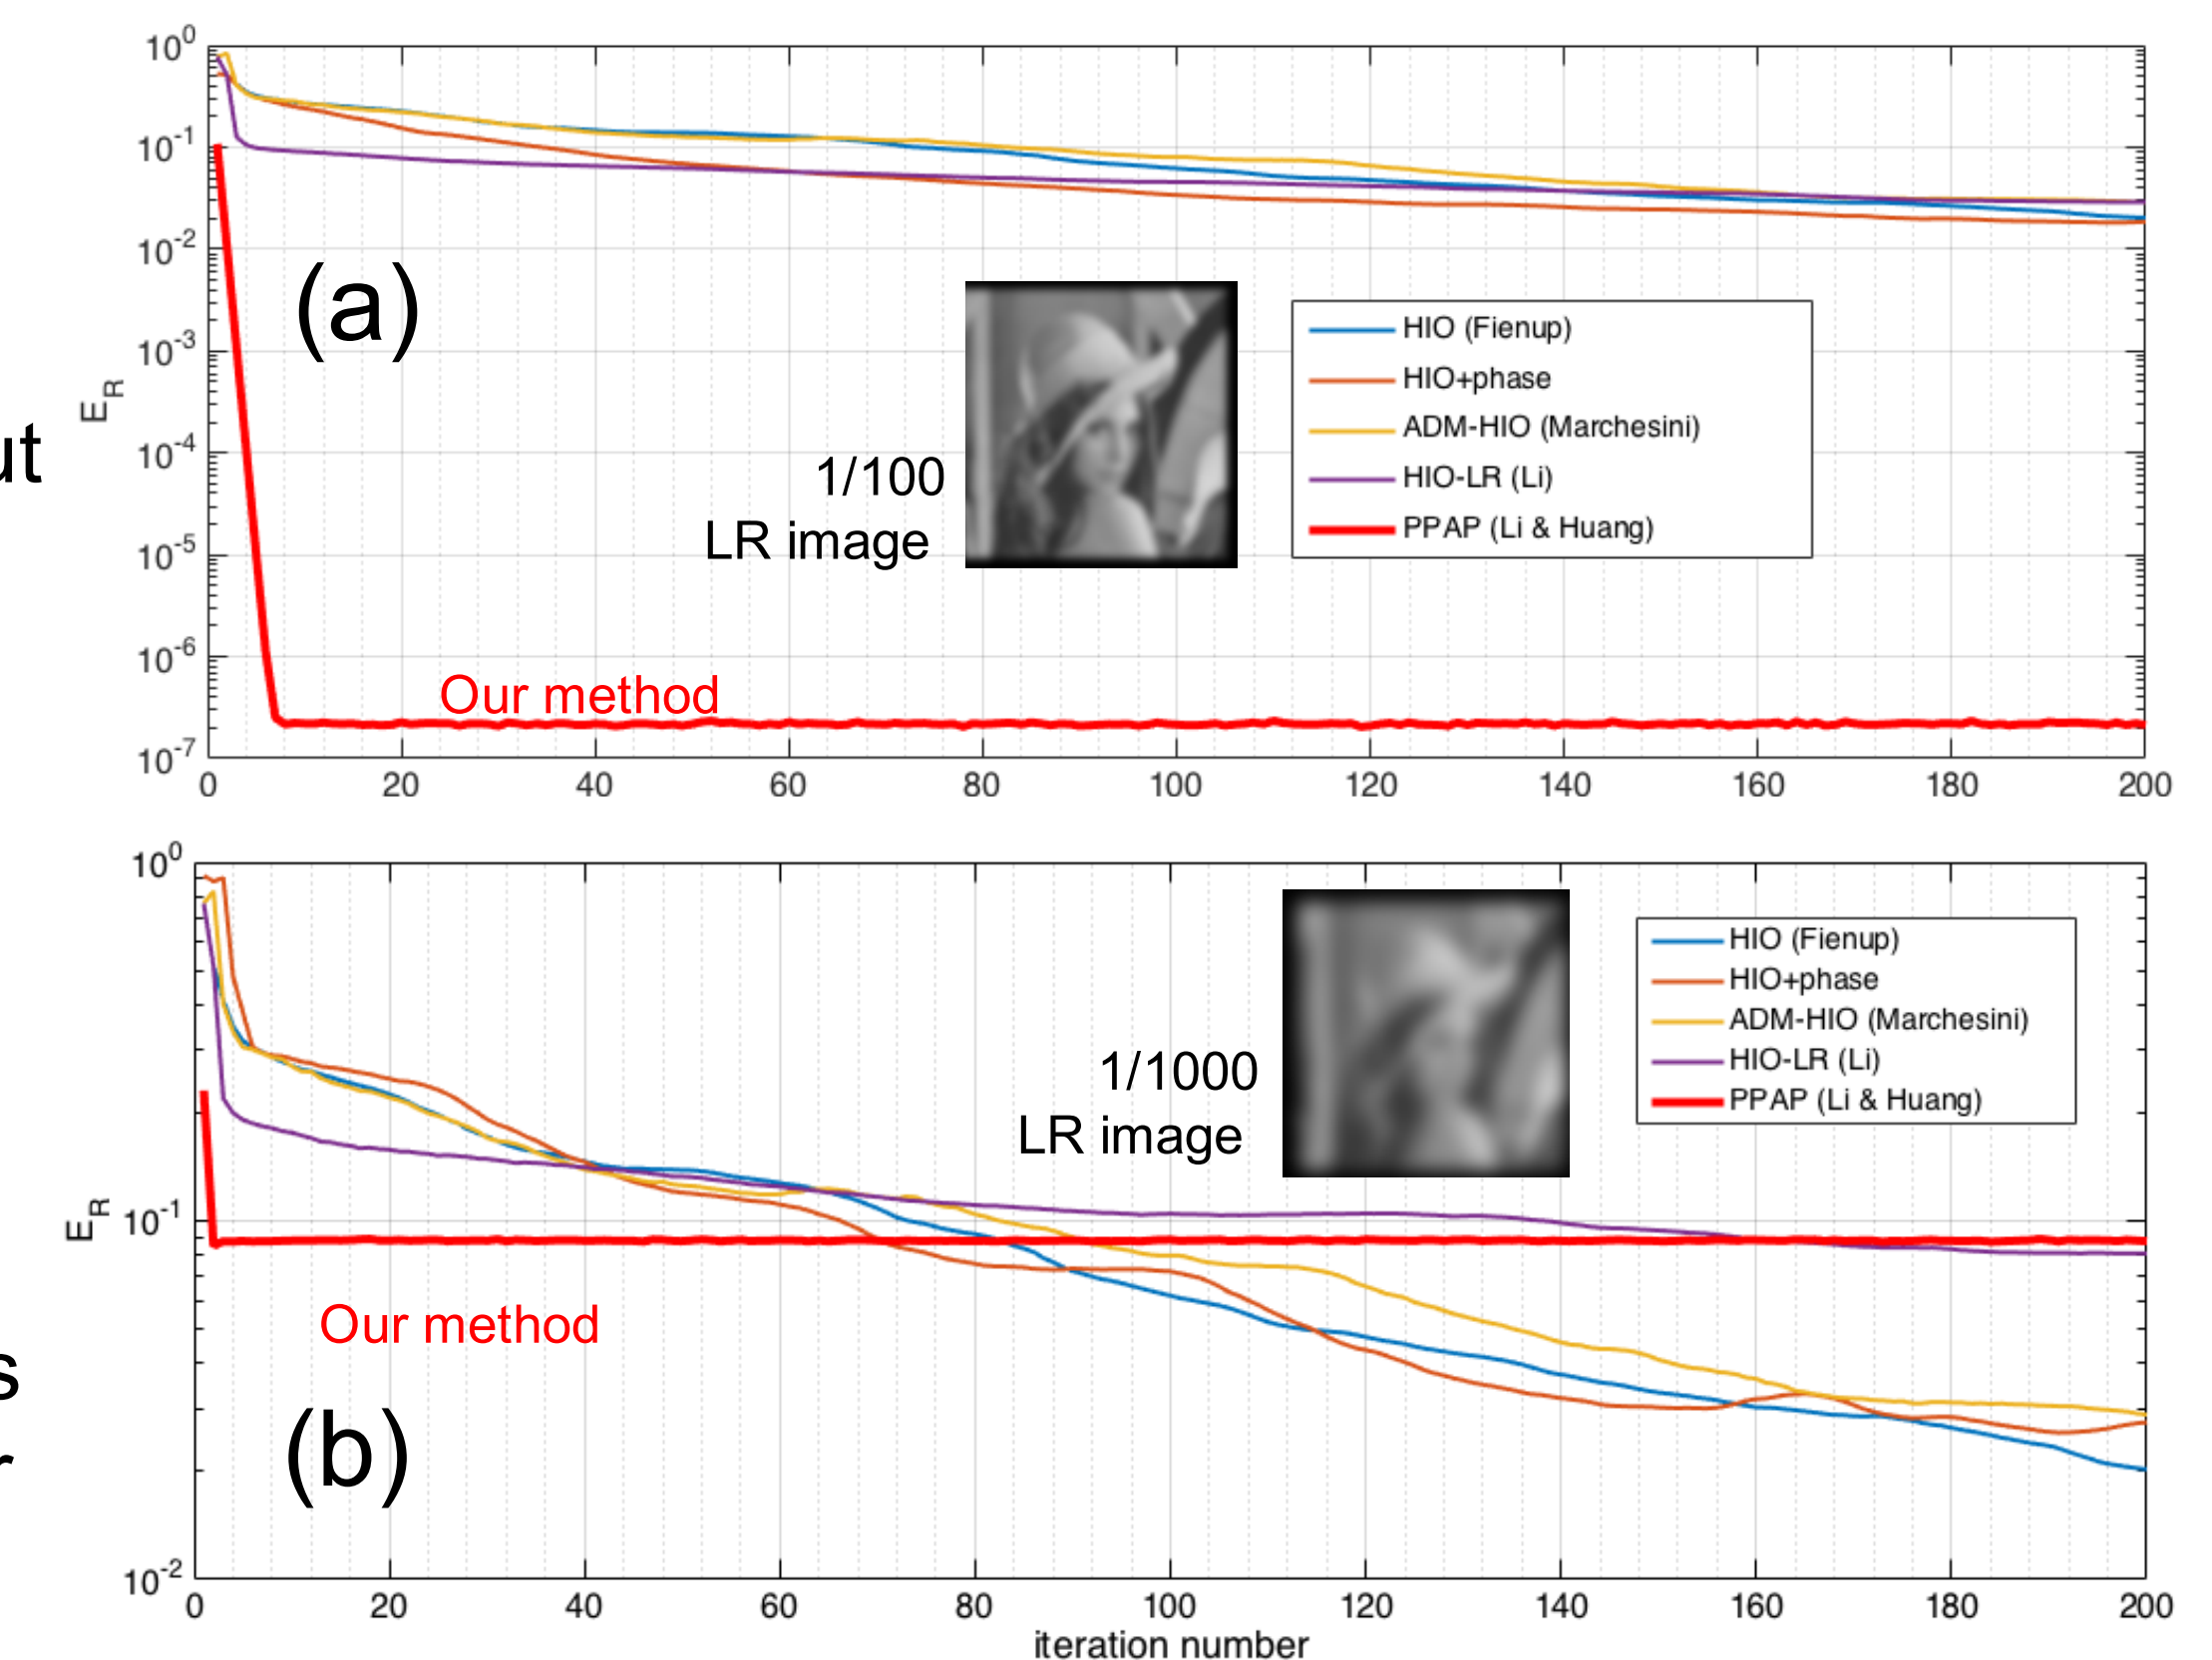 10^0
10^-1
10^-2
10^-3
10^-4
10^-5
10^-6
10^-7
E_R
ut
(a)
1/100
LR image
HIO (Fienup)
HIO+phase
ADM-HIO (Marchesini)
HIO-LR (Li)
PPAP (Li & Huang)
Our method
0 20 40 60 80 100 120 140 160 180 200
10^0
10^-1
10^-2
E_R
1/1000
LR image
HIO (Fienup)
HIO+phase
ADM-HIO (Marchesini)
HIO-LR (Li)
PPAP (Li & Huang)
Our method
s
(b)
r
0 20 40 60 80 100 120 140 160 180 200
iteration number